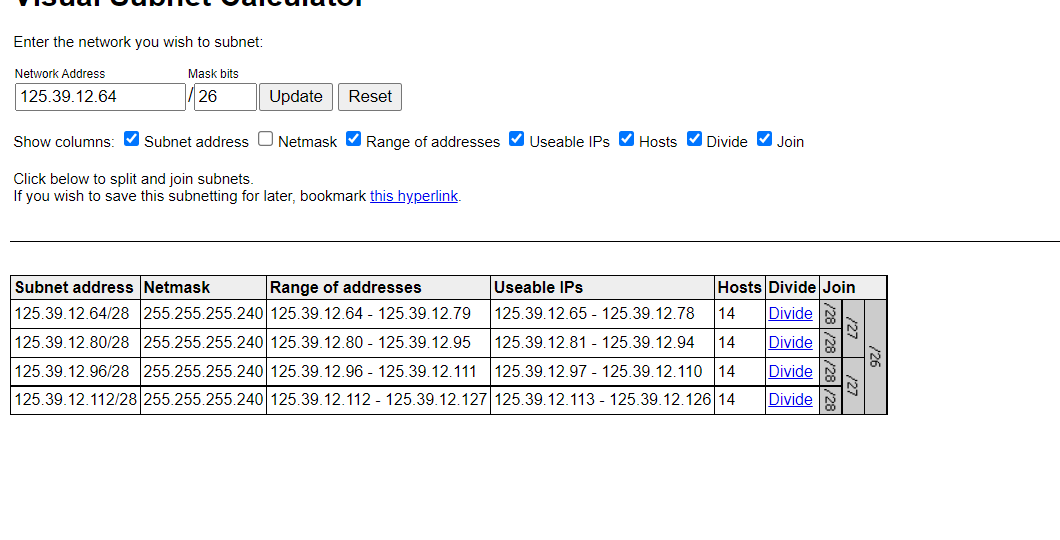 Visual Subnet Calculator
Enter the network you wish to subnet:
Network Address Mask bits
125.39.12.64 / 26 Update Reset
Show columns: Subnet address Netmask Range of addresses Useable IPs Hosts Divide Join
Click below to split and join subnets.
If you wish to save this subnetting for later, bookmark this hyperlink.
Subnet address Netmask Range of addresses Useable IPs Hosts Divide Join
125.39.12.64/28 255.255.255.240 125.39.12.64 - 125.39.12.79 125.39.12.65 - 125.39.12.78 14 Divide /28 /27 /26
125.39.12.80/28 255.255.255.240 125.39.12.80 - 125.39.12.95 125.39.12.81 - 125.39.12.94 14 Divide /28
125.39.12.96/28 255.255.255.240 125.39.12.96 - 125.39.12.111 125.39.12.97 - 125.39.12.110 14 Divide /28 /27
125.39.12.112/28 255.255.255.240 125.39.12.112 - 125.39.12.127 125.39.12.113 - 125.39.12.126 14 Divide /28